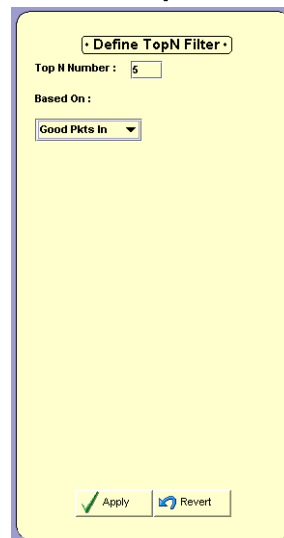 · Define TopN Filter ·
Top N Number : 5
Based On :
Good Pkts In
Apply Revert